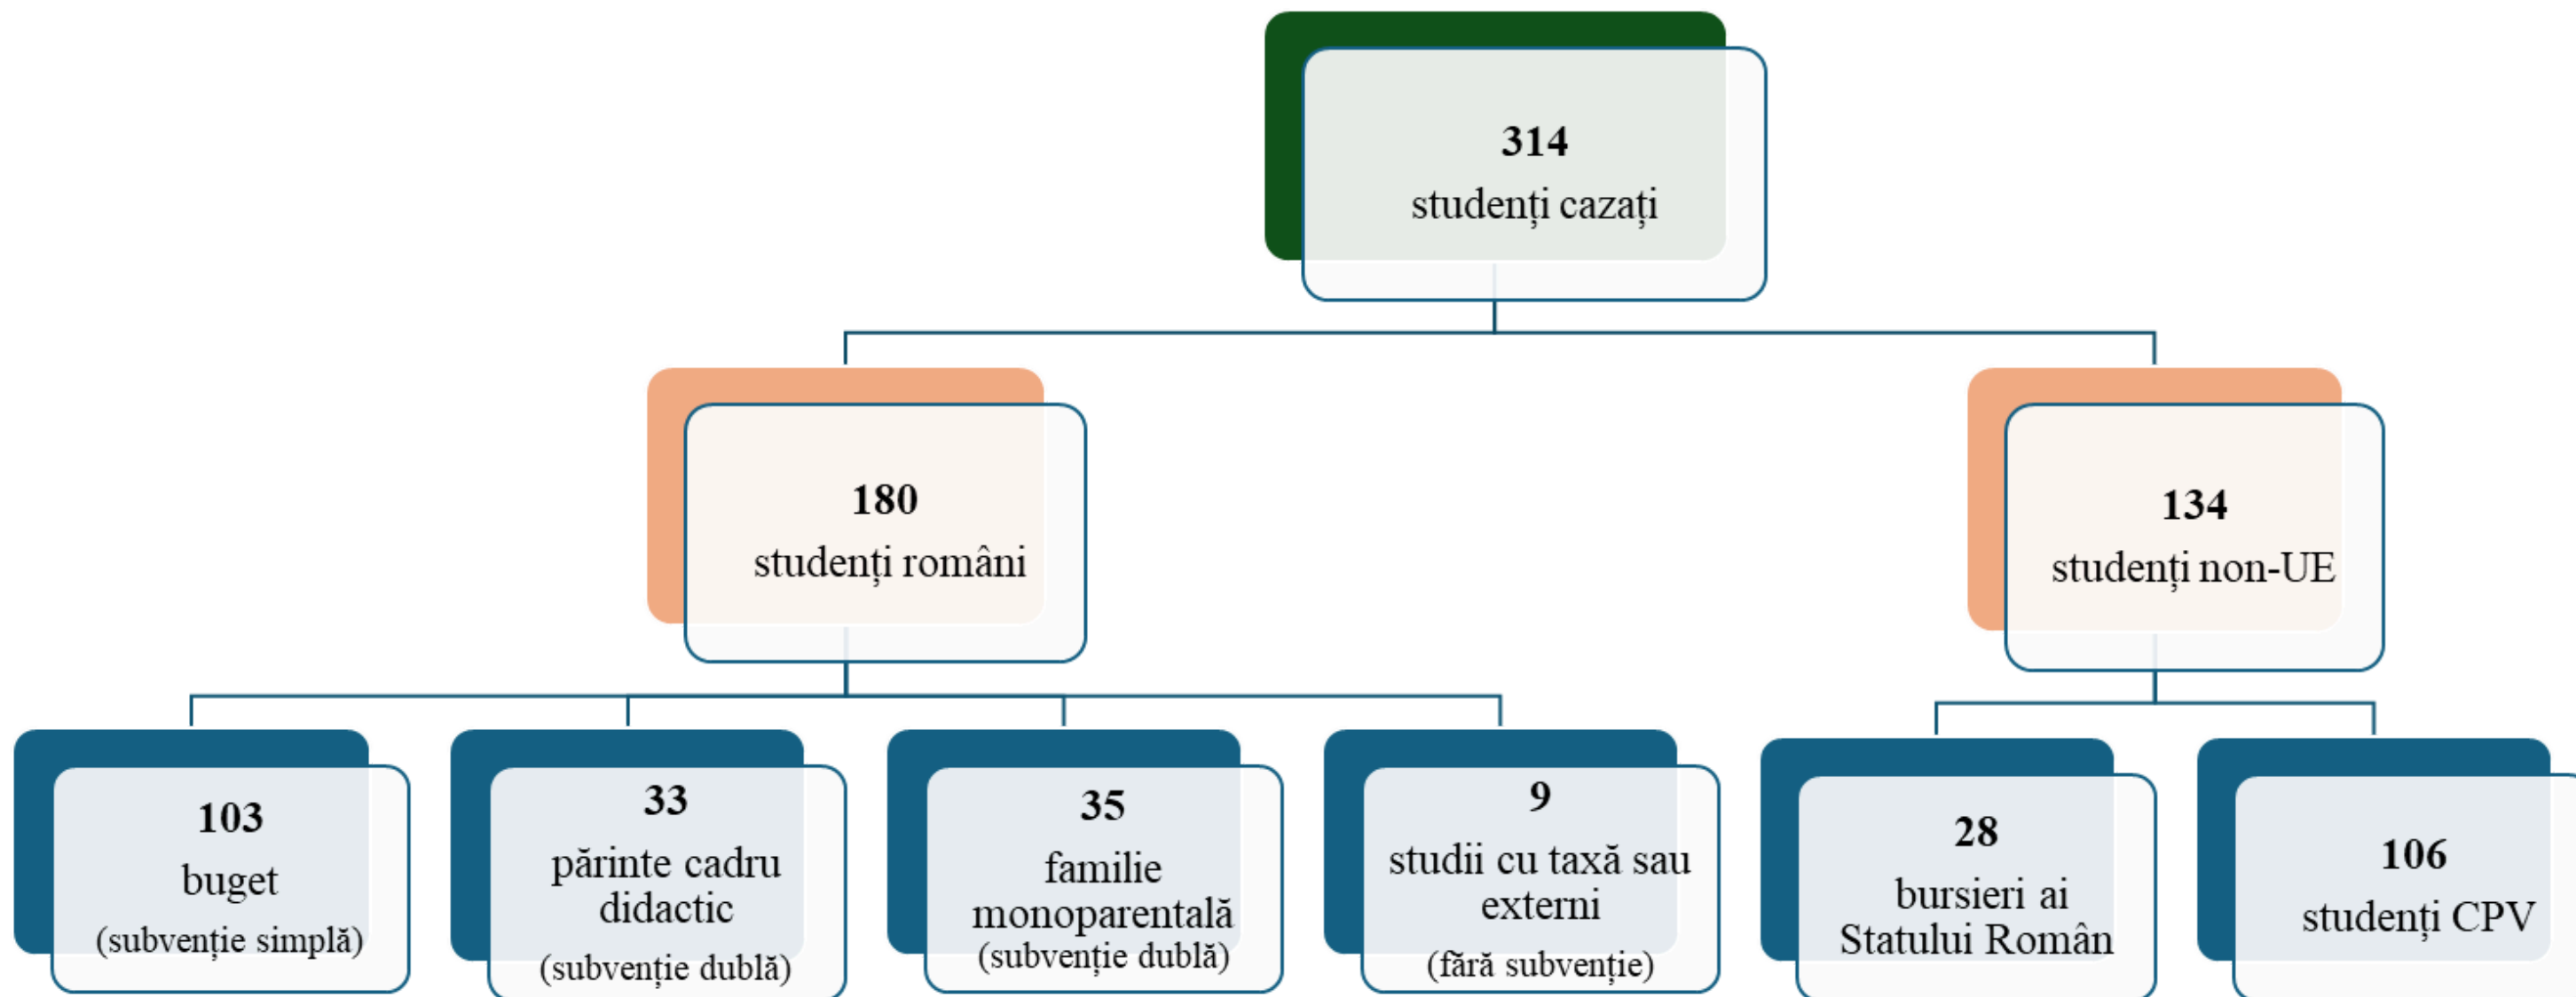 314
studenți cazați
180
studenți români
134
studenți non-UE
103
buget
(subvenție simplă)
33
părinte cadru
didactic
(subvenție dublă)
35
familie
monoparentală
(subvenție dublă)
9
studii cu taxă sau
externi
(fără subvenție)
28
bursieri ai
Statului Român
106
studenți CPV